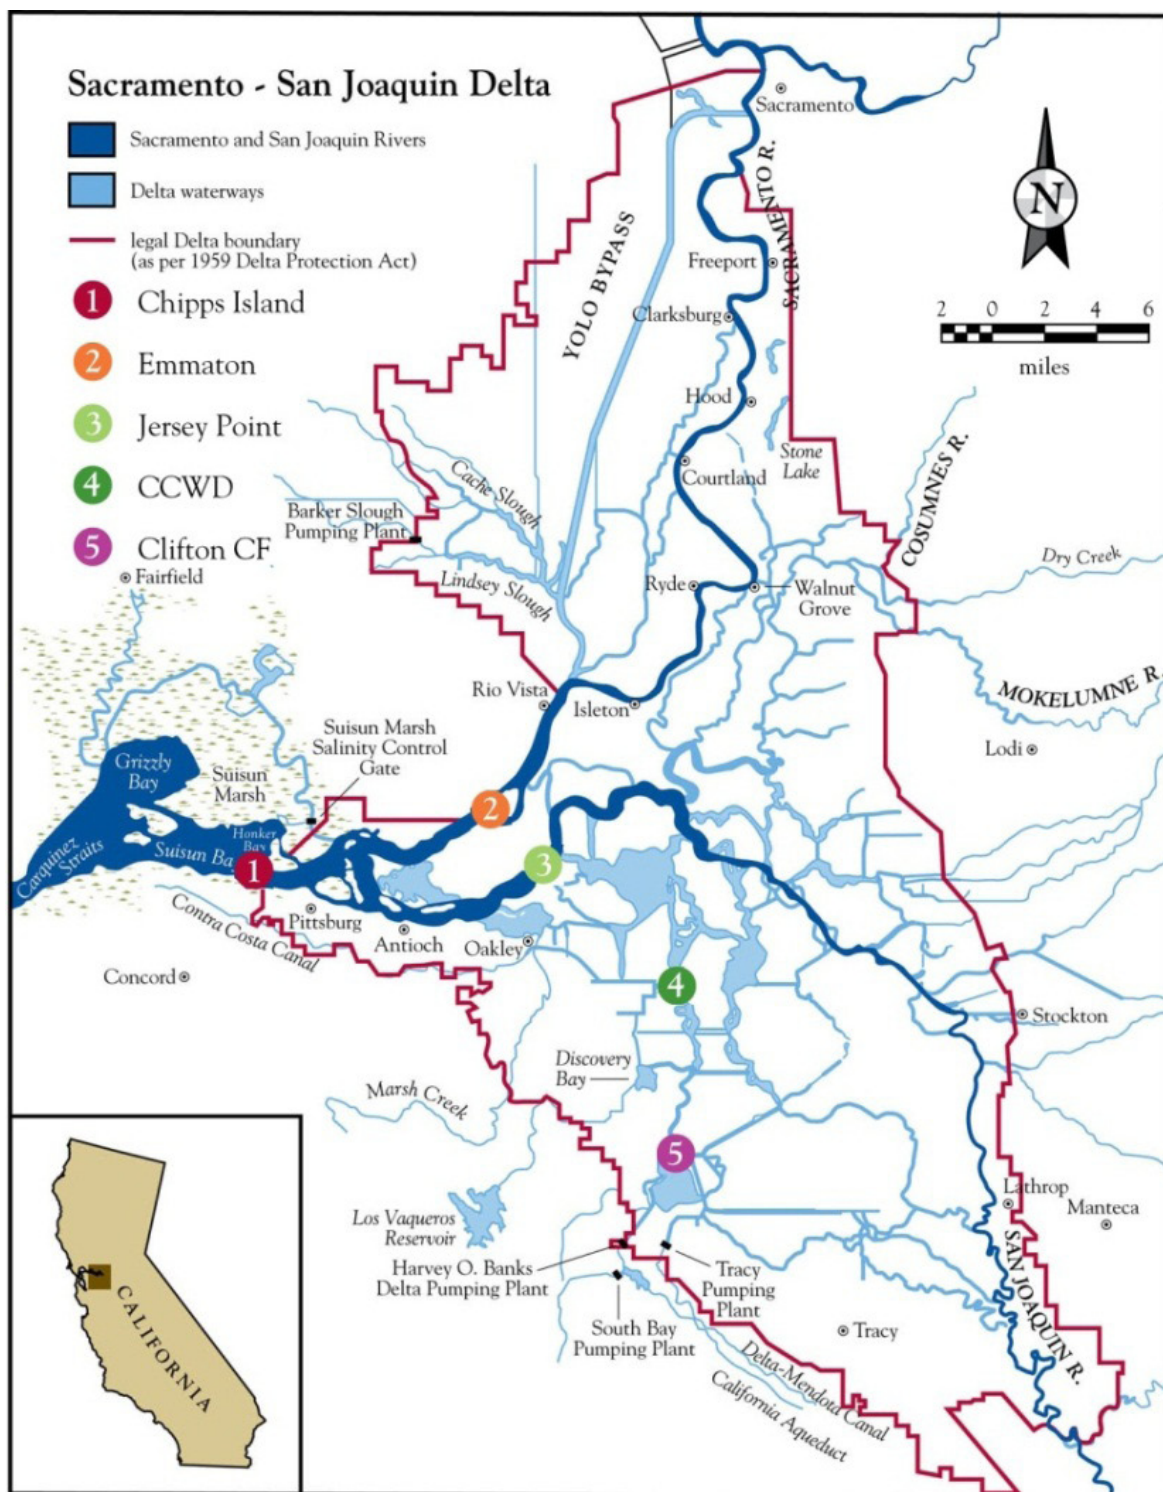 Sacramento - San Joaquin Delta
Sacramento and San Joaquin Rivers
Delta waterways
legal Delta boundary
(as per 1959 Delta Protection Act)
1 Chipps Island
2 Emmaton
3 Jersey Point
4 CCWD
5 Clifton CF
Sacramento
SACRAMENTO R.
N
YOLO BYPASS
Freeport
Clarksburg
2 0 2 4 6
miles
Hood
Stone
Lake
Courtland
COSUMNES R.
Cache Slough
Barker Slough
Pumping Plant
Dry Creek
Fairfield
Lindsey Slough
Ryde
Walnut
Grove
MOKELUMNE R.
Rio Vista
Isleton
Suisun Marsh
Salinity Control
Gate
Lodi
Grizzly
Bay
Suisun
Marsh
2
Honker
Bay
Suisun Ba
Carquinez
Straits
1
3
Contra Costa Canal
Pittsburg
Antioch
Oakley
Concord
4
Stockton
Discovery
Bay
Marsh Creek
5
Lathrop
Manteca
Los Vaqueros
Reservoir
SAN JOAQUIN R.
Harvey O. Banks
Delta Pumping Plant
Tracy
Pumping
Plant
South Bay
Pumping Plant
Tracy
Delta-Mendota Canal
California Aqueduct
CALIFORNIA